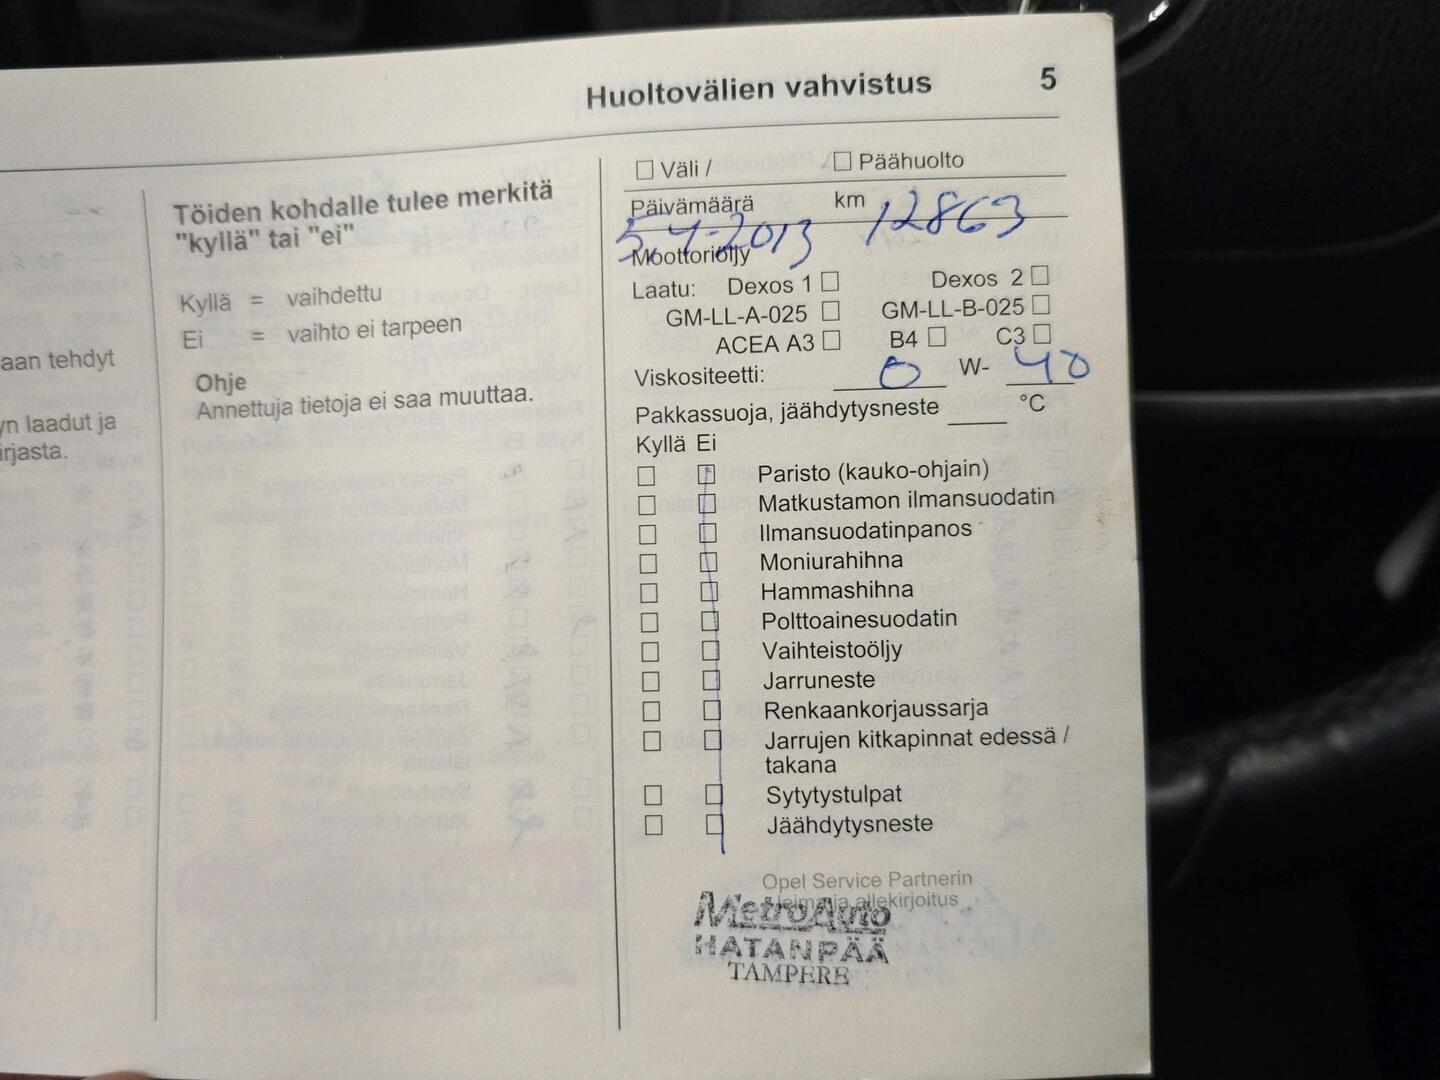 Huoltovälien vahvistus 5
aan tehdyt
yn laadut ja
irjasta.
Töiden kohdalle tulee merkitä
"kyllä" tai "ei"
Kyllä = vaihdettu
Ei = vaihto ei tarpeen
Ohje
Annettuja tietoja ei saa muuttaa.
☐ Väli / ☐ Päähuolto
Päivämäärä km 12863
5.4.2013
Moottoriöljy
Laatu: Dexos 1 ☐ Dexos 2 ☐
GM-LL-A-025 ☐ GM-LL-B-025 ☐
ACEA A3 ☐ B4 ☐ C3 ☐
Viskositeetti: 0 W- 40
Pakkassuoja, jäähdytysneste ____ °C
Kyllä Ei
☐ ☐ Paristo (kauko-ohjain)
☐ ☐ Matkustamon ilmansuodatin
☐ ☐ Ilmansuodatinpanos
☐ ☐ Moniurahihna
☐ ☐ Hammashihna
☐ ☐ Polttoainesuodatin
☐ ☐ Vaihteistoöljy
☐ ☐ Jarruneste
☐ ☐ Renkaankorjaussarja
☐ ☐ Jarrujen kitkapinnat edessä /
takana
☐ ☐ Sytytystulpat
☐ ☐ Jäähdytysneste
Opel Service Partnerin
leima ja allekirjoitus
MetroAuto
HATANPÄÄ
TAMPERE